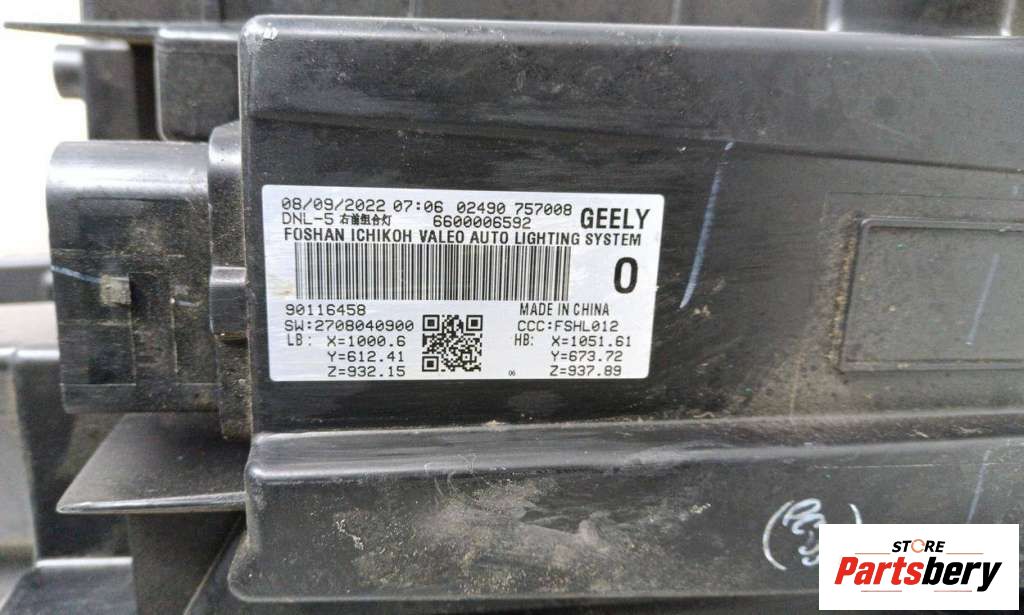 08/09/2022 07:06 02490 757008
DNL-5 右前组合灯 6600006592 GEELY
FOSHAN ICHIKOH VALEO AUTO LIGHTING SYSTEM
0
90116458 MADE IN CHINA
SW:2708040900 CCC:FSHL012
LB: X=1000.6 HB: X=1051.61
Y=612.41 Y=673.72
Z=932.15 06 Z=937.89
STORE
Partsbery